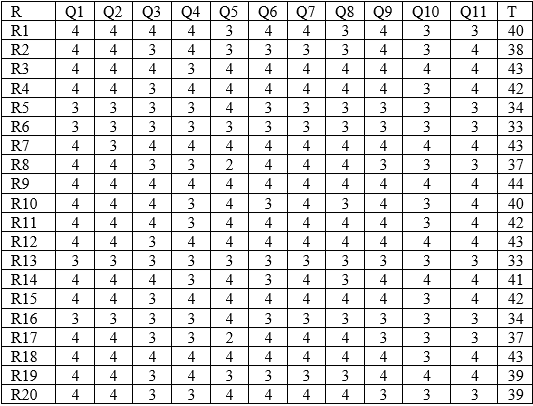 R Q1 Q2 Q3 Q4 Q5 Q6 Q7 Q8 Q9 Q10 Q11 T
R1 4 4 4 4 3 4 4 3 4 3 3 40
R2 4 4 3 4 3 3 3 3 4 3 4 38
R3 4 4 4 3 4 4 4 4 4 4 4 43
R4 4 4 3 4 4 4 4 4 4 3 4 42
R5 3 3 3 3 4 3 3 3 3 3 3 34
R6 3 3 3 3 3 3 3 3 3 3 3 33
R7 4 3 4 4 4 4 4 4 4 4 4 43
R8 4 4 3 3 2 4 4 4 3 3 3 37
R9 4 4 4 4 4 4 4 4 4 4 4 44
R10 4 4 4 3 4 3 4 3 4 3 4 40
R11 4 4 4 3 4 4 4 4 4 3 4 42
R12 4 4 3 4 4 4 4 4 4 4 4 43
R13 3 3 3 3 3 3 3 3 3 3 3 33
R14 4 4 4 3 4 3 4 3 4 4 4 41
R15 4 4 3 4 4 4 4 4 4 3 4 42
R16 3 3 3 3 4 3 3 3 3 3 3 34
R17 4 4 3 3 2 4 4 4 3 3 3 37
R18 4 4 4 4 4 4 4 4 4 3 4 43
R19 4 4 3 4 3 3 3 3 4 4 4 39
R20 4 4 3 3 4 4 4 4 3 3 3 39